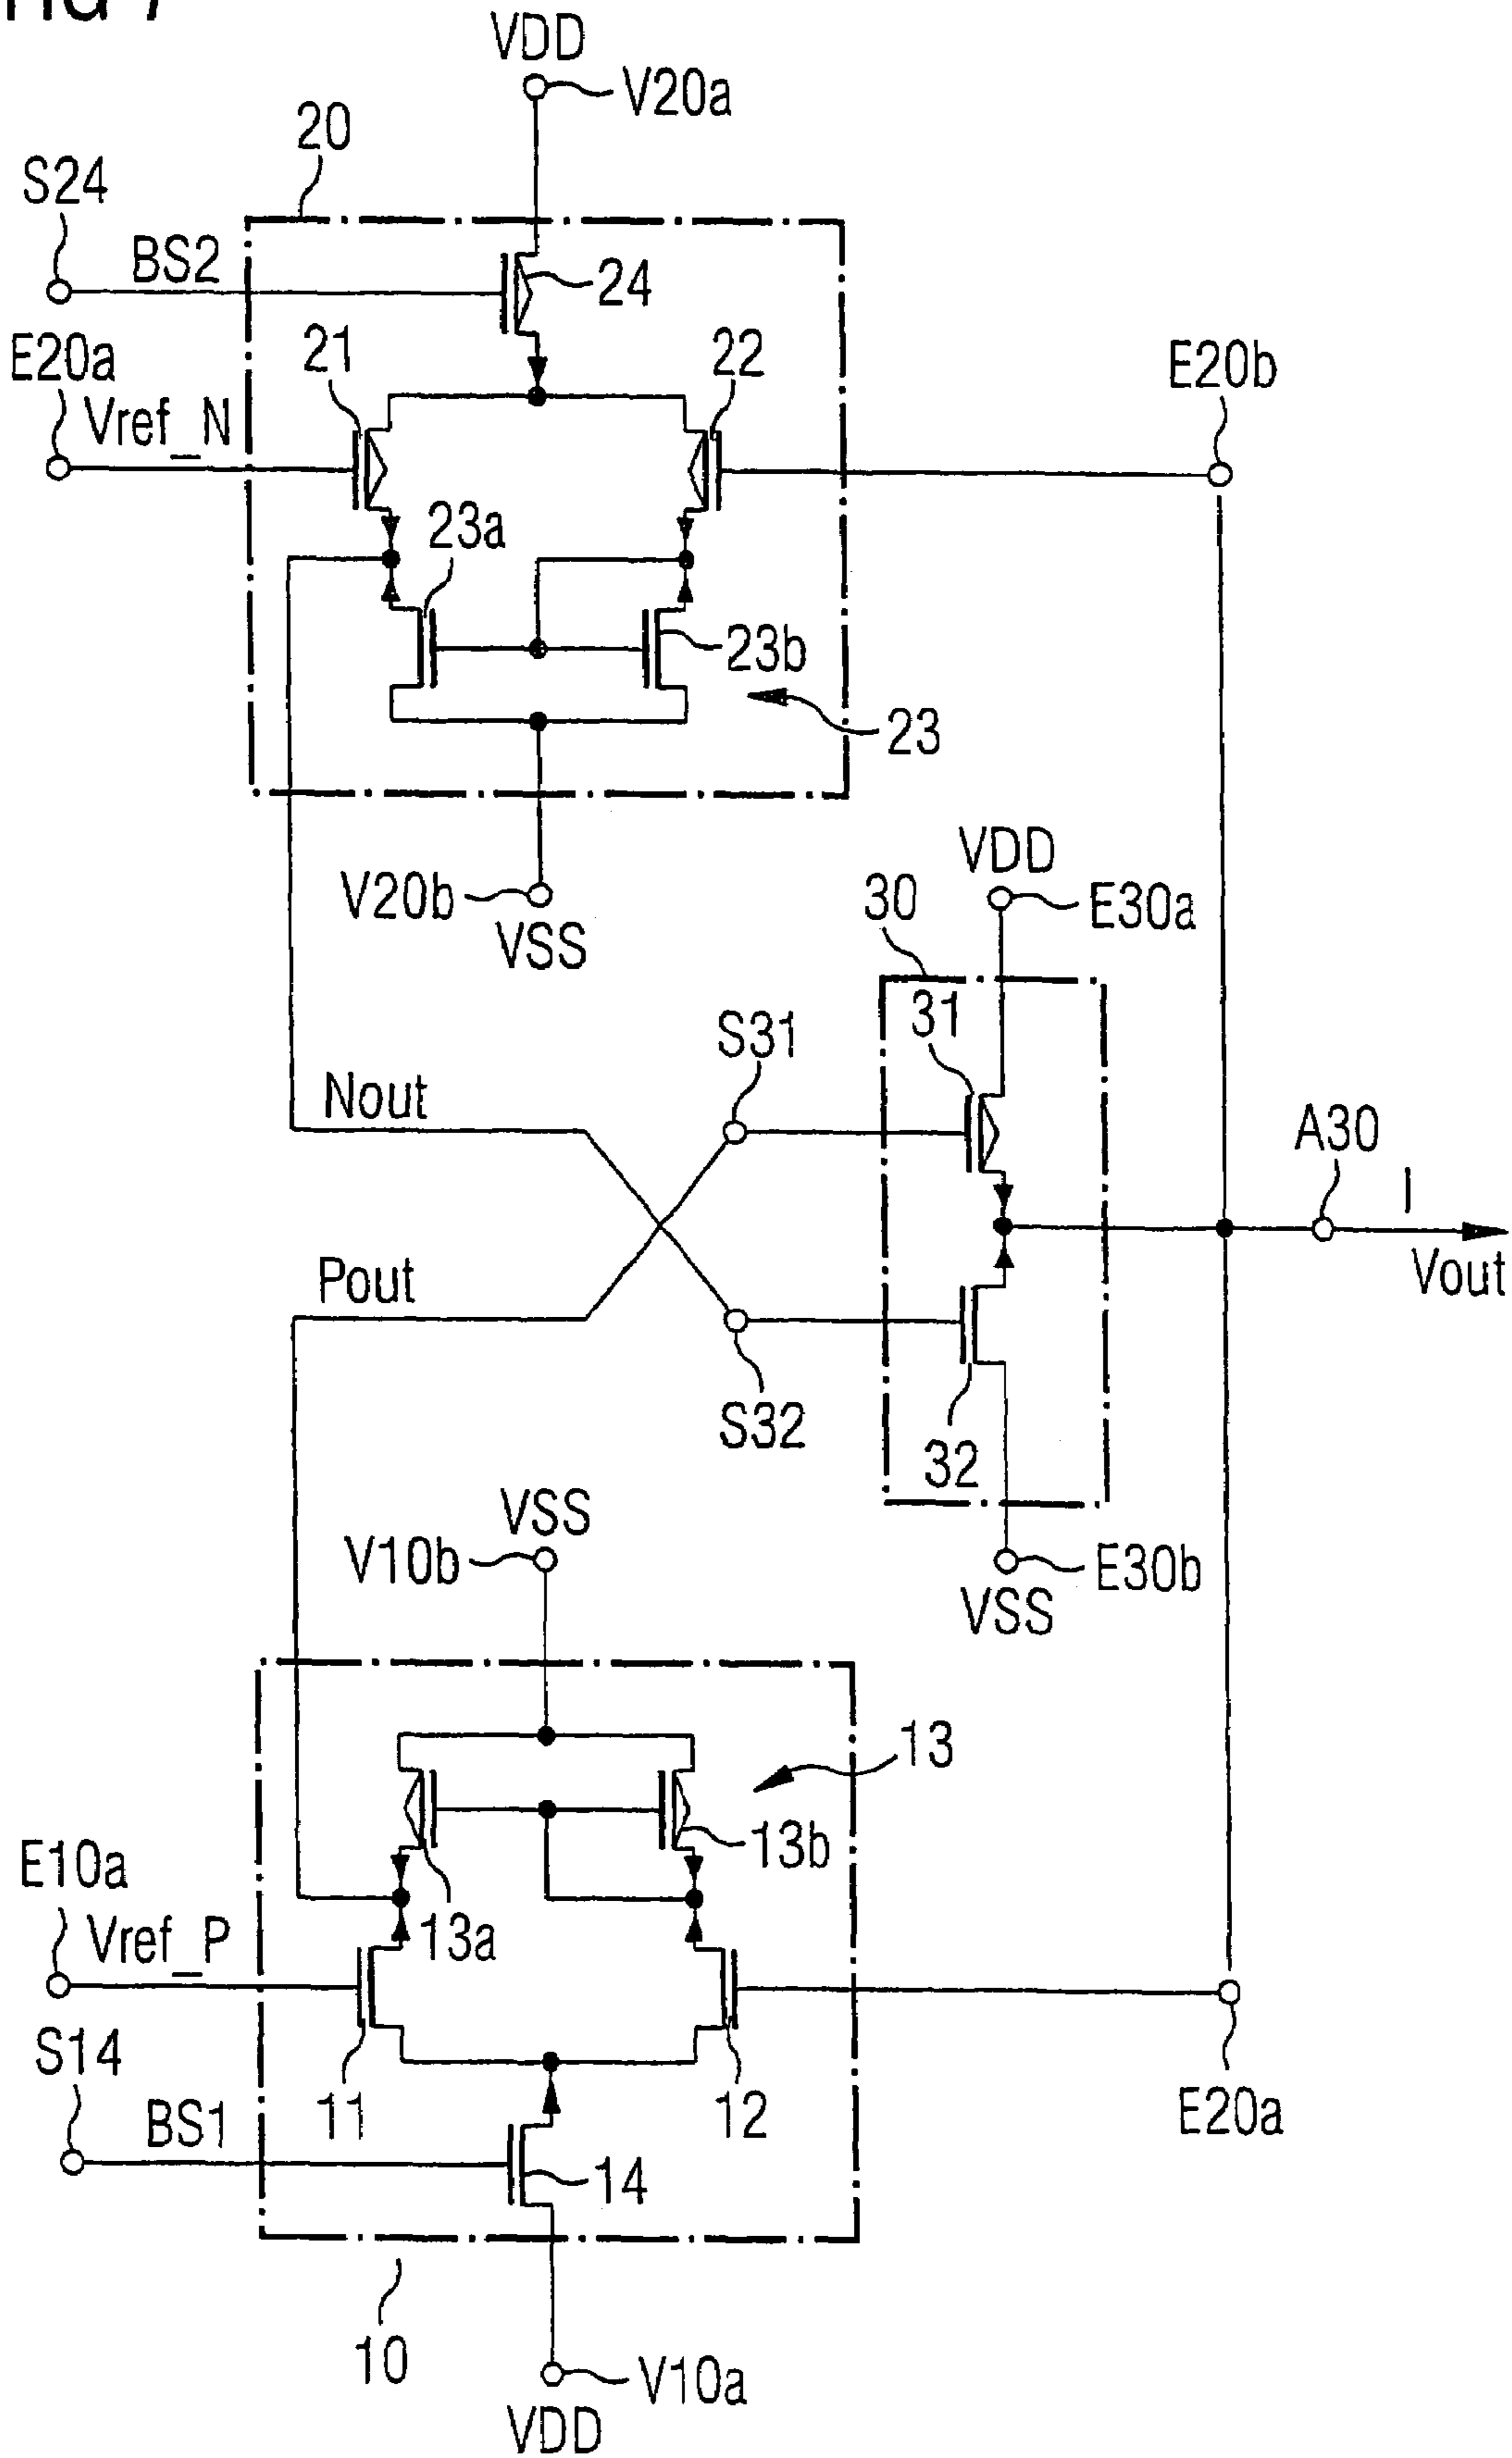 VDD
V20a
20
S24
BS2
24
E20a
21
22
E20b
Vref_N
23a
23b
23
V20b
VSS
VDD
30
E30a
31
S31
Nout
A30
I
Pout
Vout
S32
32
VSS
V10b
E30b
VSS
13
13b
E10a
Vref_P
13a
S14
11
12
BS1
E20a
14
10
V10a
VDD